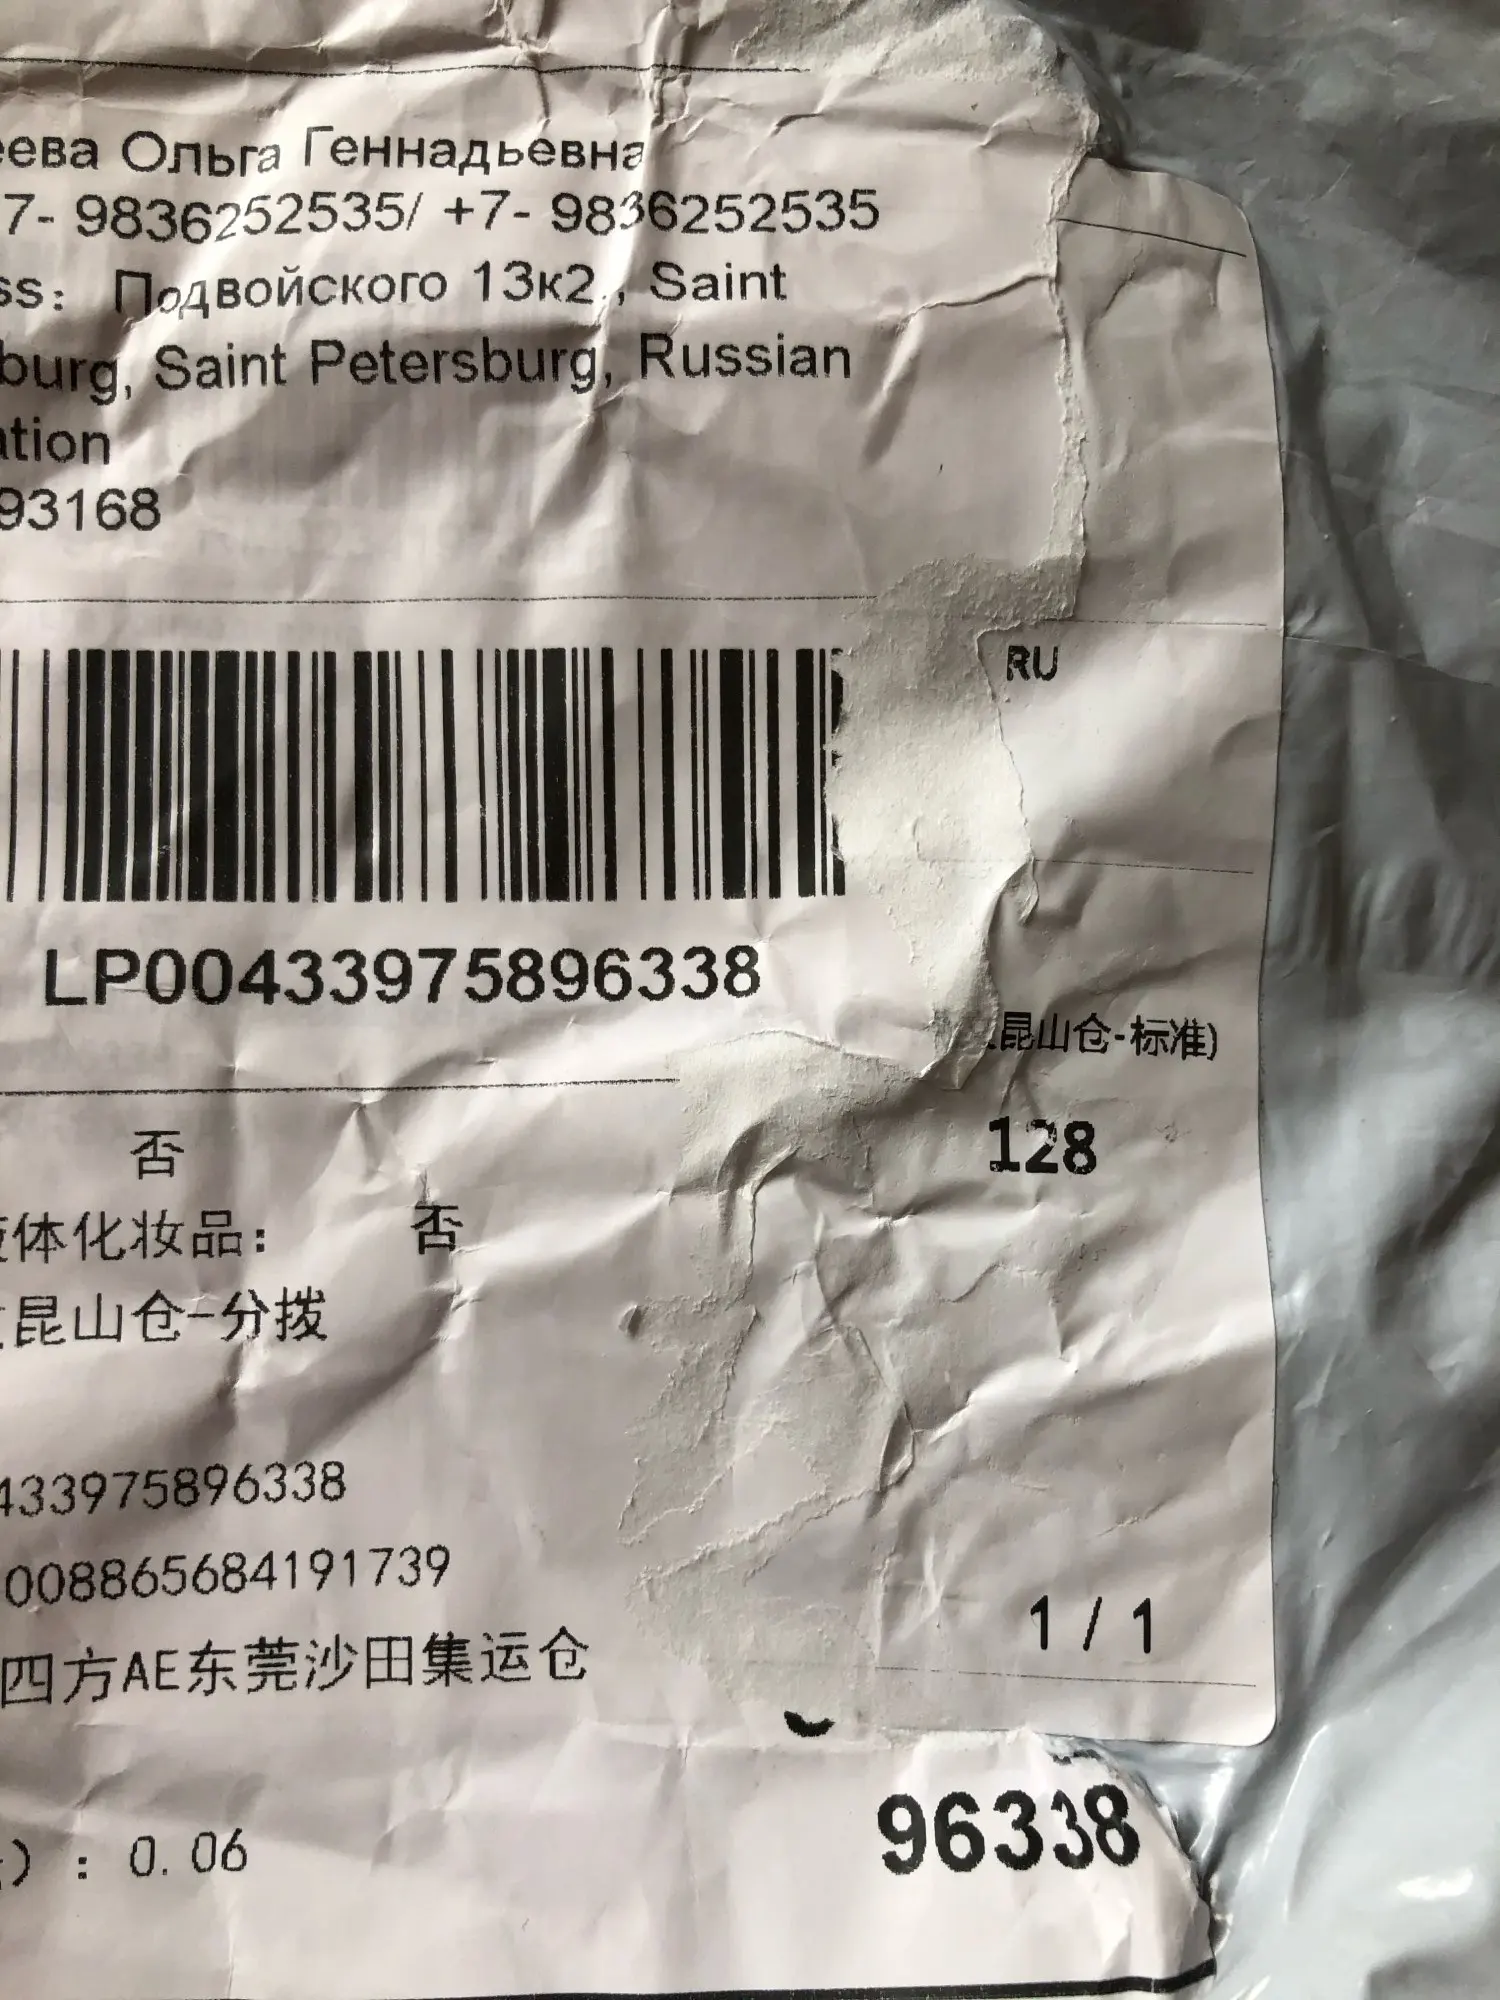 еева Ольга Геннадьевна
7- 9836252535/ +7- 9836252535
ss: Подвойского 13к2 , Saint
burg, Saint Petersburg, Russian
ation
93168
RU
LP00433975896338
昆山仓-标准)
128
否
体化妆品: 否
昆山仓-分拨
433975896338
008865684191739
四方AE东莞沙田集运仓
1 / 1
) : 0.06
96338